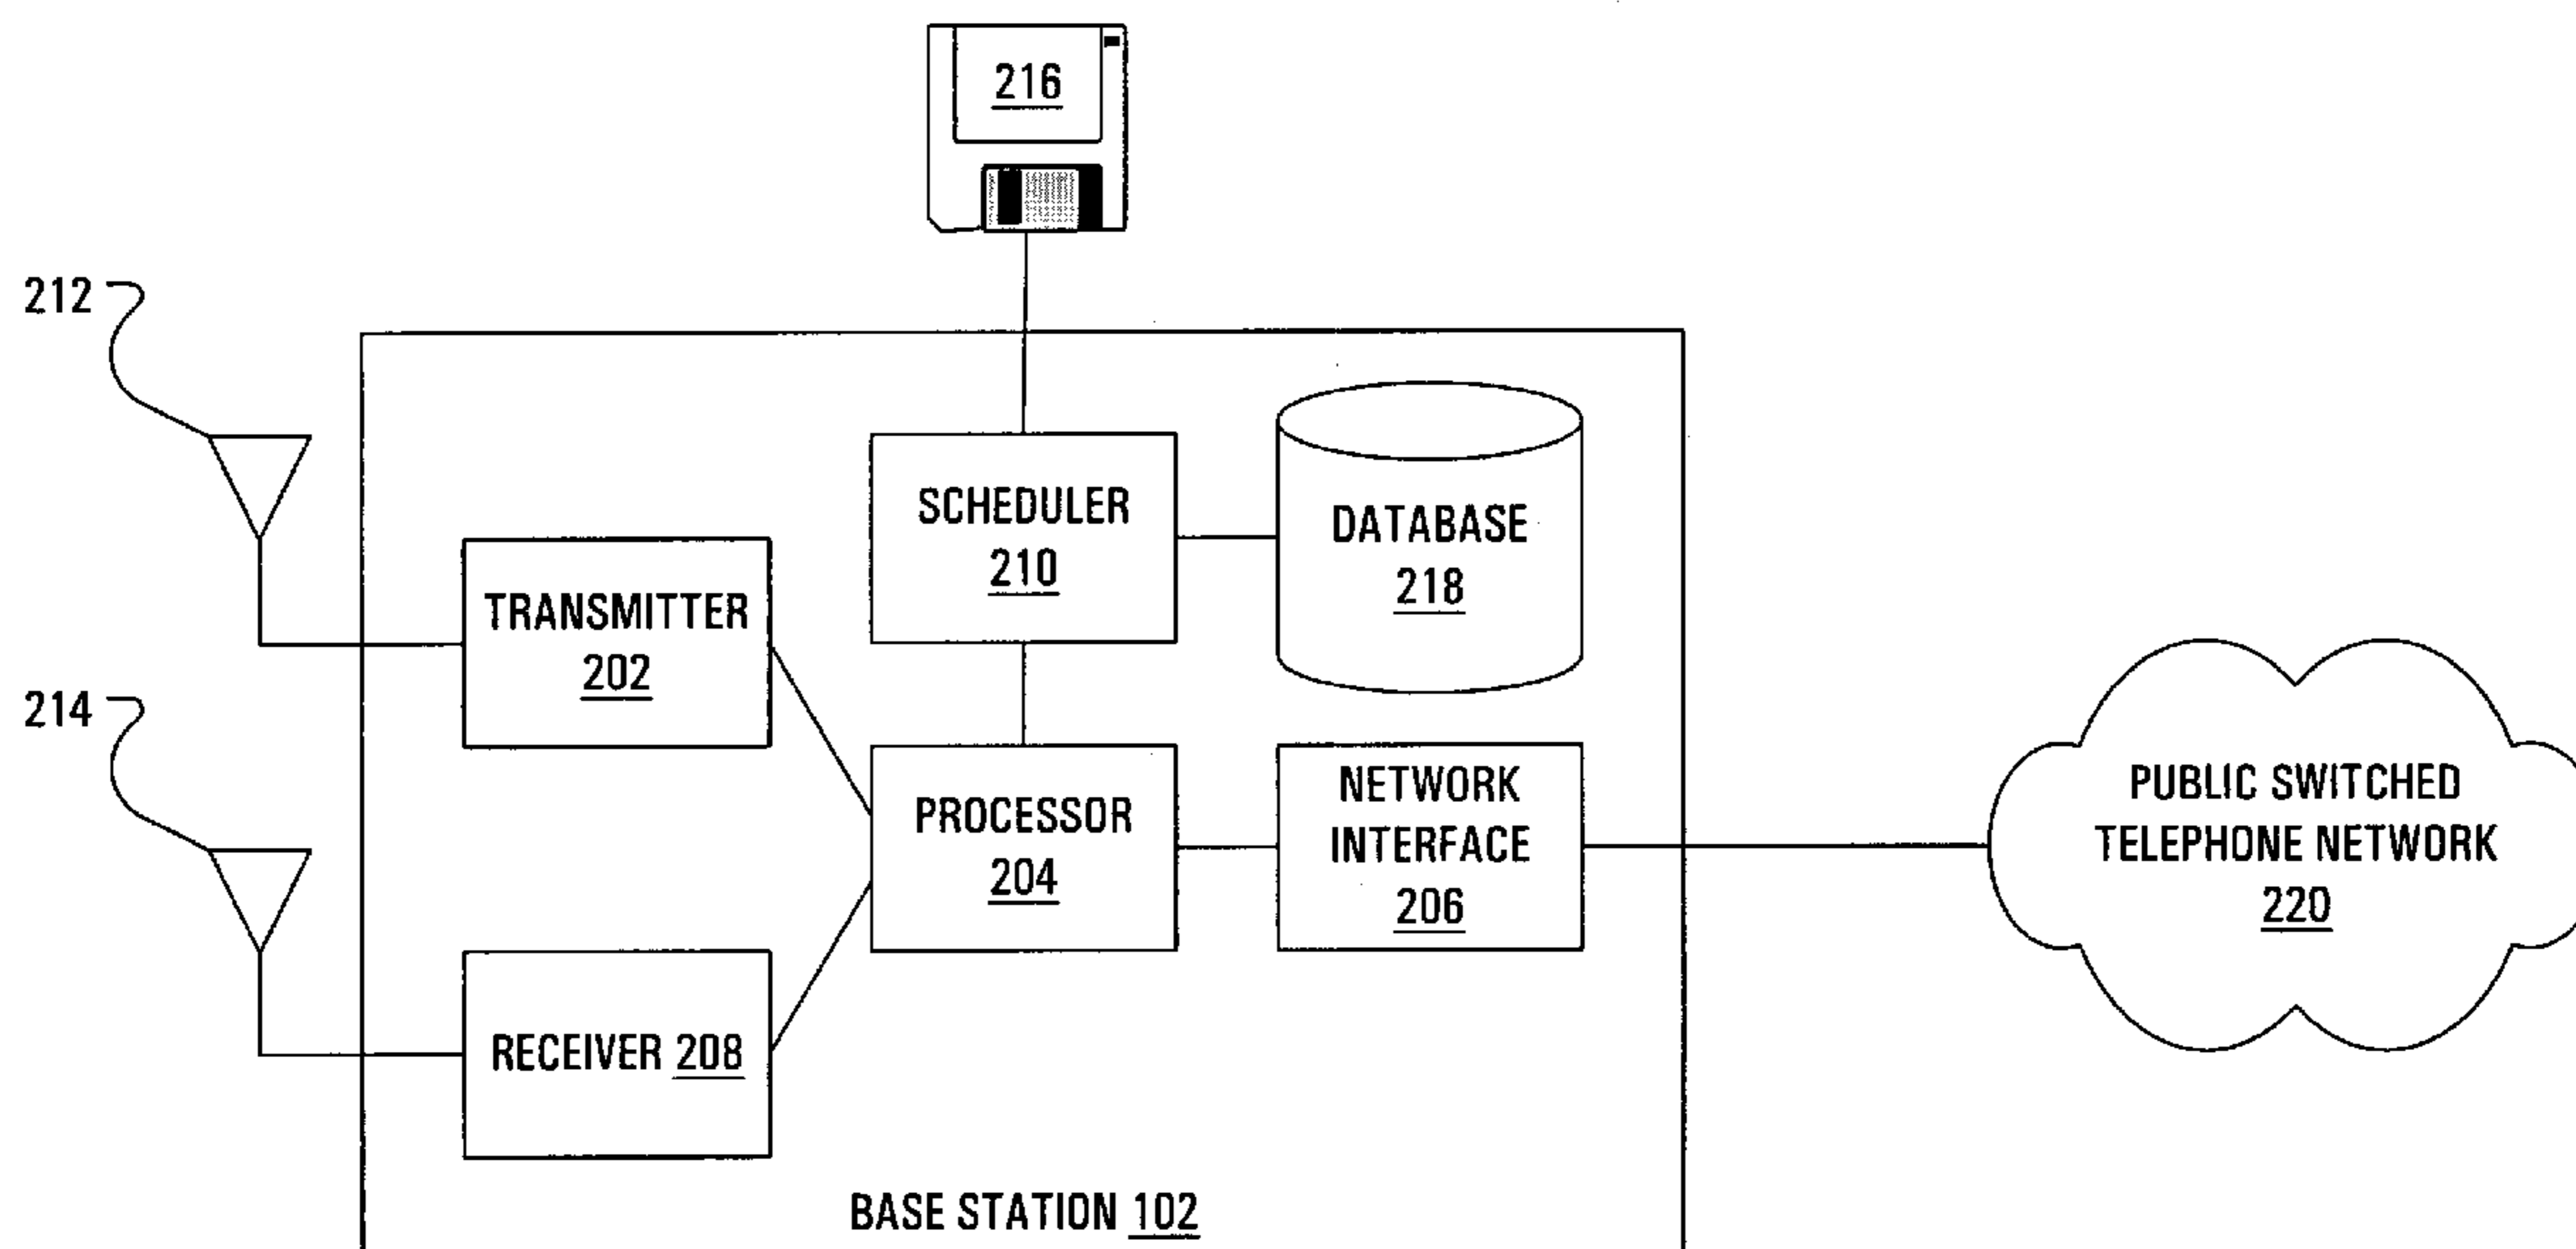 216
212
SCHEDULER
210
DATABASE
218
TRANSMITTER
202
214
PROCESSOR
204
NETWORK
INTERFACE
206
PUBLIC SWITCHED
TELEPHONE NETWORK
220
RECEIVER 208
BASE STATION 102